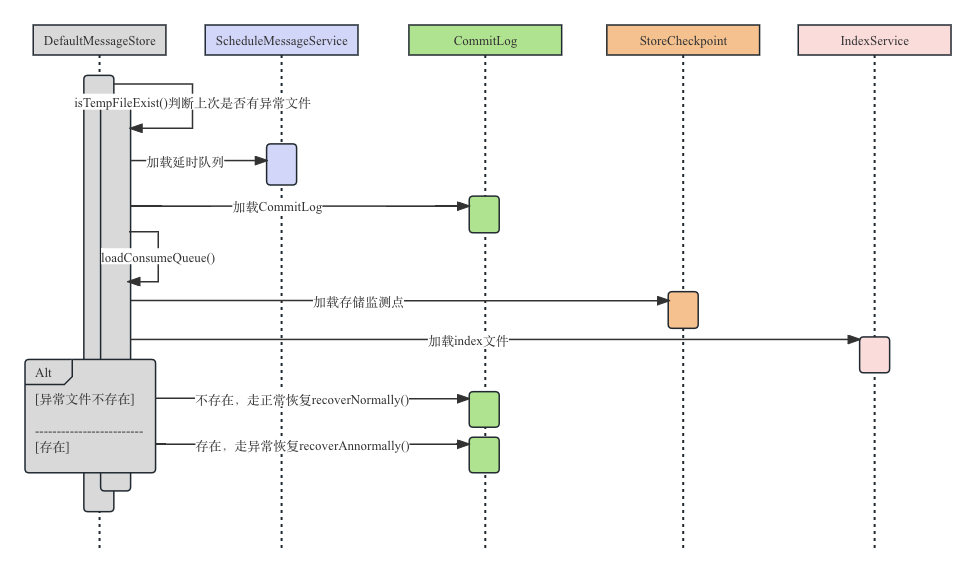 DefaultMessageStore
ScheduleMessageService
CommitLog
StoreCheckpoint
IndexService
isTempFileExist()判断上次是否有异常文件
加载延时队列
加载CommitLog
loadConsumeQueue()
加载存储监测点
加载index文件
Alt
[异常文件不存在]
不存在，走正常恢复recoverNormally()
-------------------------
[存在]
存在，走异常恢复recoverAnnormally()